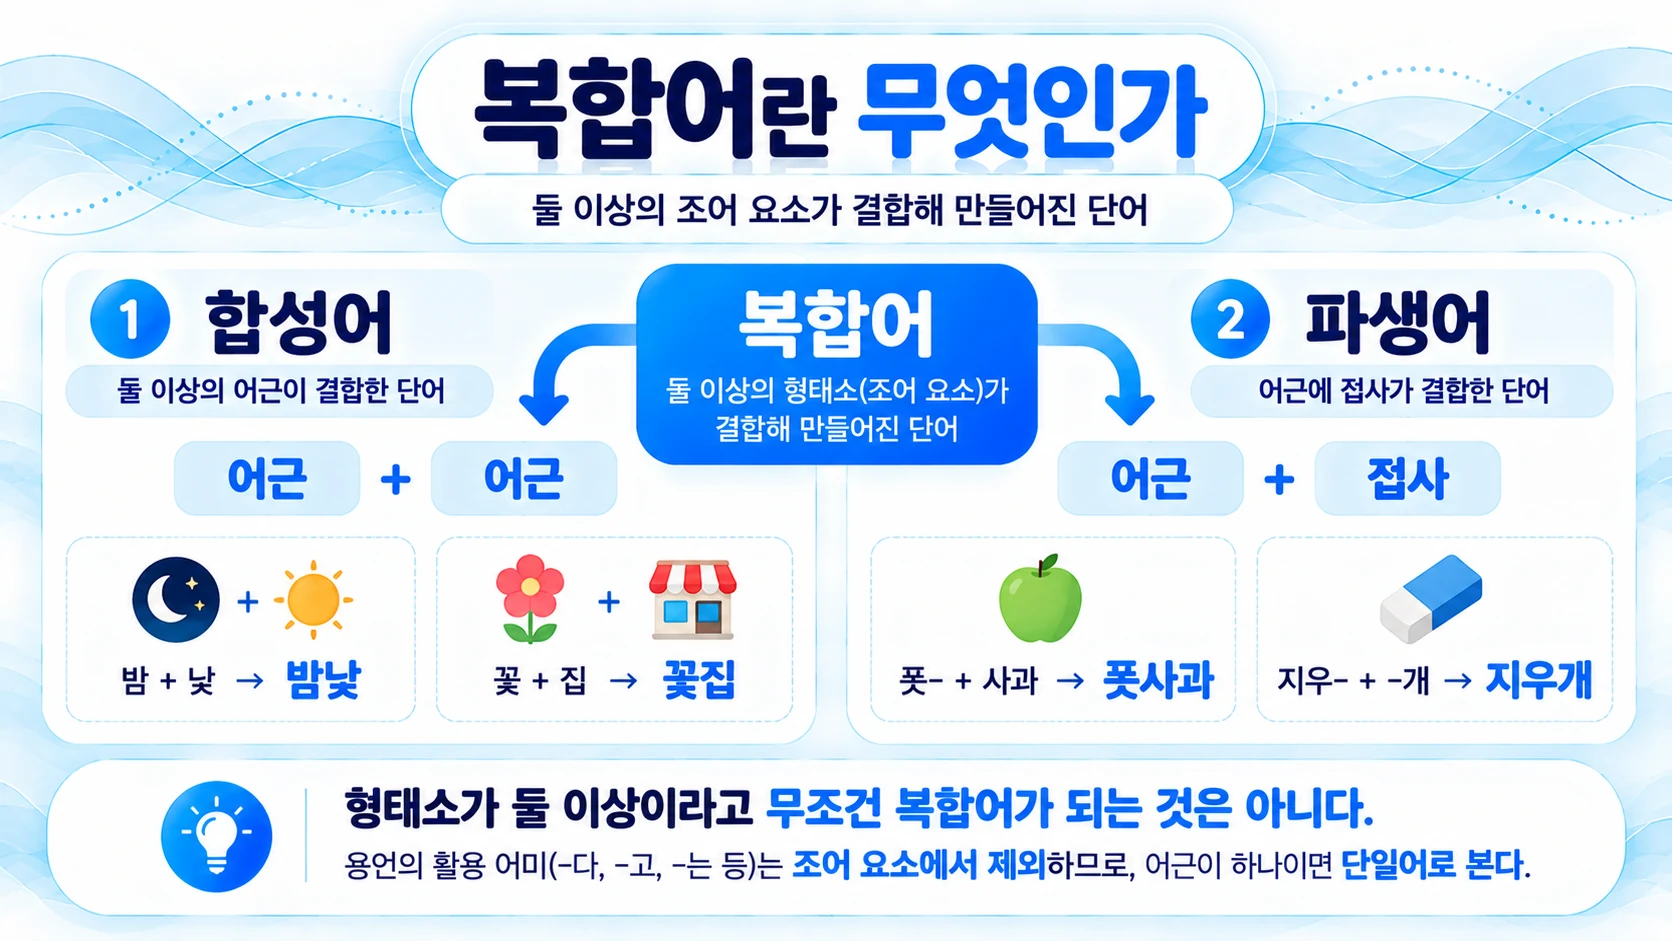 복합어란 무엇인가
둘 이상의 조어 요소가 결합해 만들어진 단어
1 합성어
둘 이상의 어근이 결합한 단어
어근 + 어근
밤 + 낮 → 밤낮
꽃 + 집 → 꽃집
복합어
둘 이상의 형태소(조어 요소)가
결합해 만들어진 단어
2 파생어
어근에 접사가 결합한 단어
어근 + 접사
풋- + 사과 → 풋사과
지우- + -개 → 지우개
형태소가 둘 이상이라고 무조건 복합어가 되는 것은 아니다.
용언의 활용 어미(-다, -고, -는 등)는 조어 요소에서 제외하므로, 어근이 하나이면 단일어로 본다.